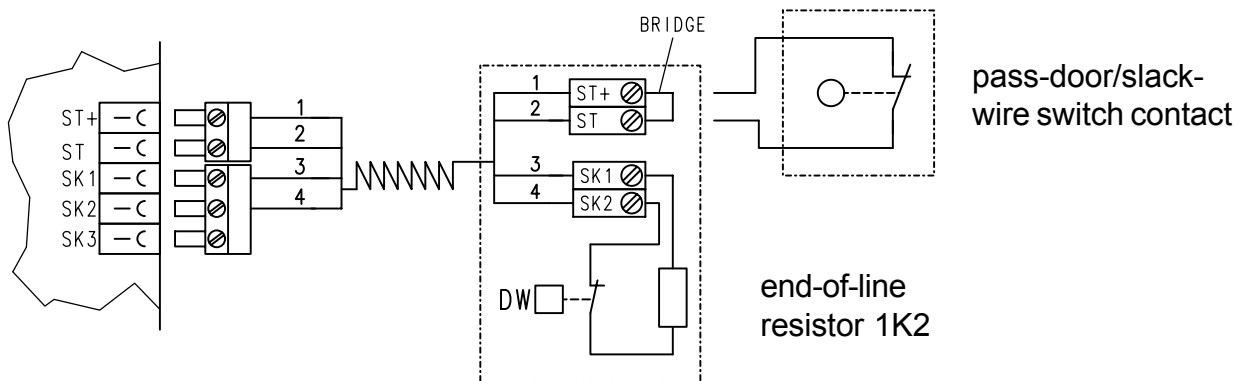 BRIDGE
pass-door/slack-
wire switch contact
ST+
ST
SK1
SK2
SK3
1
2
3
4
1
2
3
4
ST+
ST
SK1
SK2
DW
end-of-line
resistor 1K2